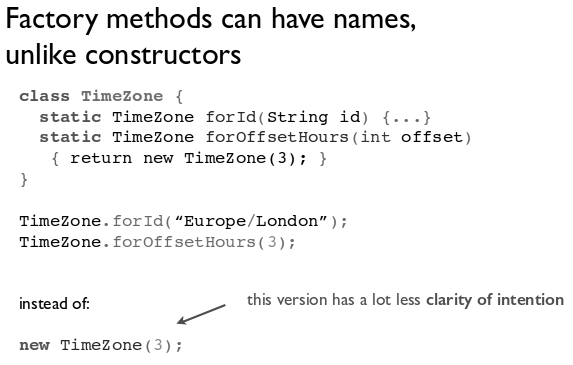 Factory methods can have names,
unlike constructors
class TimeZone {
static TimeZone forId(String id) {...}
static TimeZone forOffsetHours(int offset)
{ return new TimeZone(3); }
}
TimeZone.forId(“Europe/London”);
TimeZone.forOffsetHours(3);
instead of:
this version has a lot less clarity of intention
new TimeZone(3);